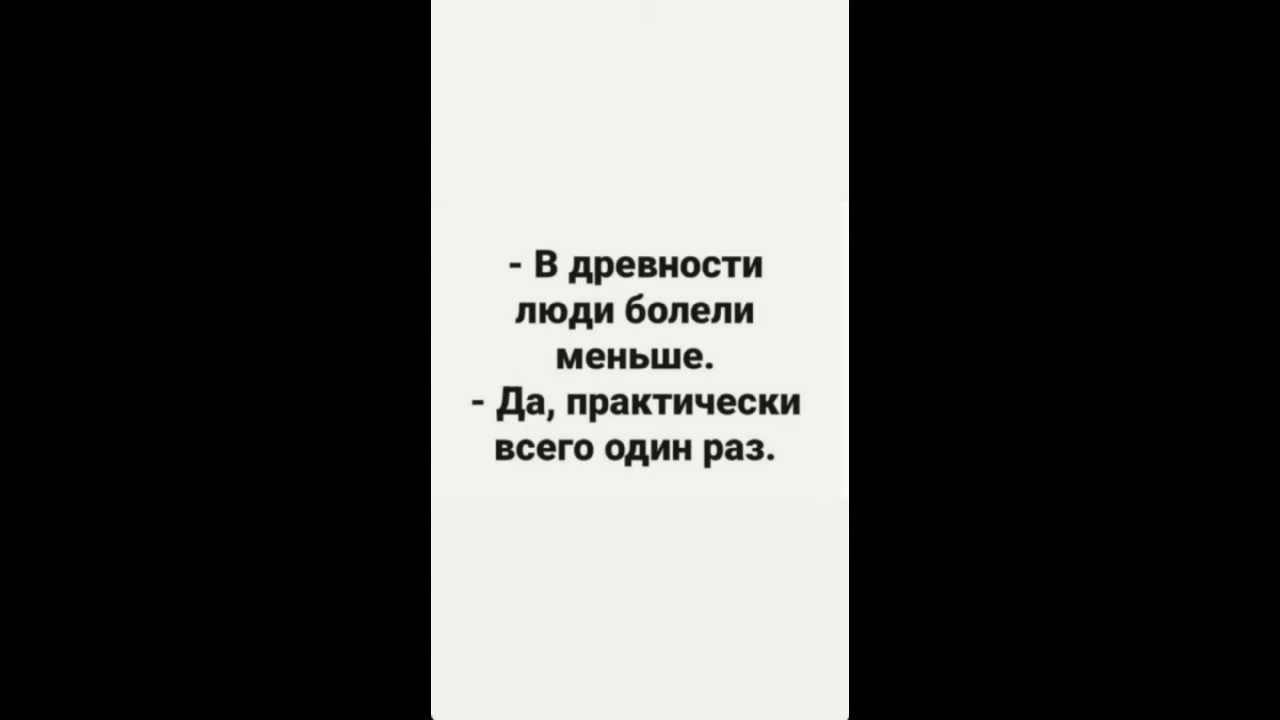 - В древности
люди болели
меньше.
- Да, практически
всего один раз.